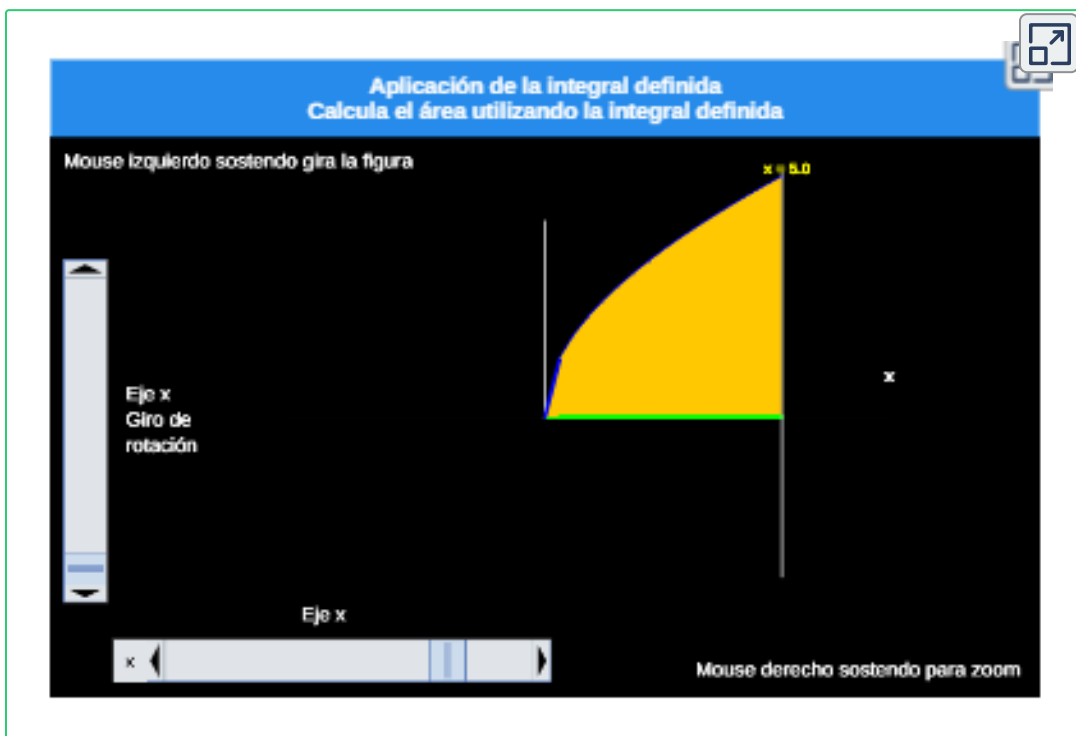 Aplicación de la integral definida
Calcula el área utilizando la integral definida
Mouse izquierdo sostendo gira la figura
x = 5.0
x
Eje x
Giro de
rotación
Eje x
x
Mouse derecho sostendo para zoom